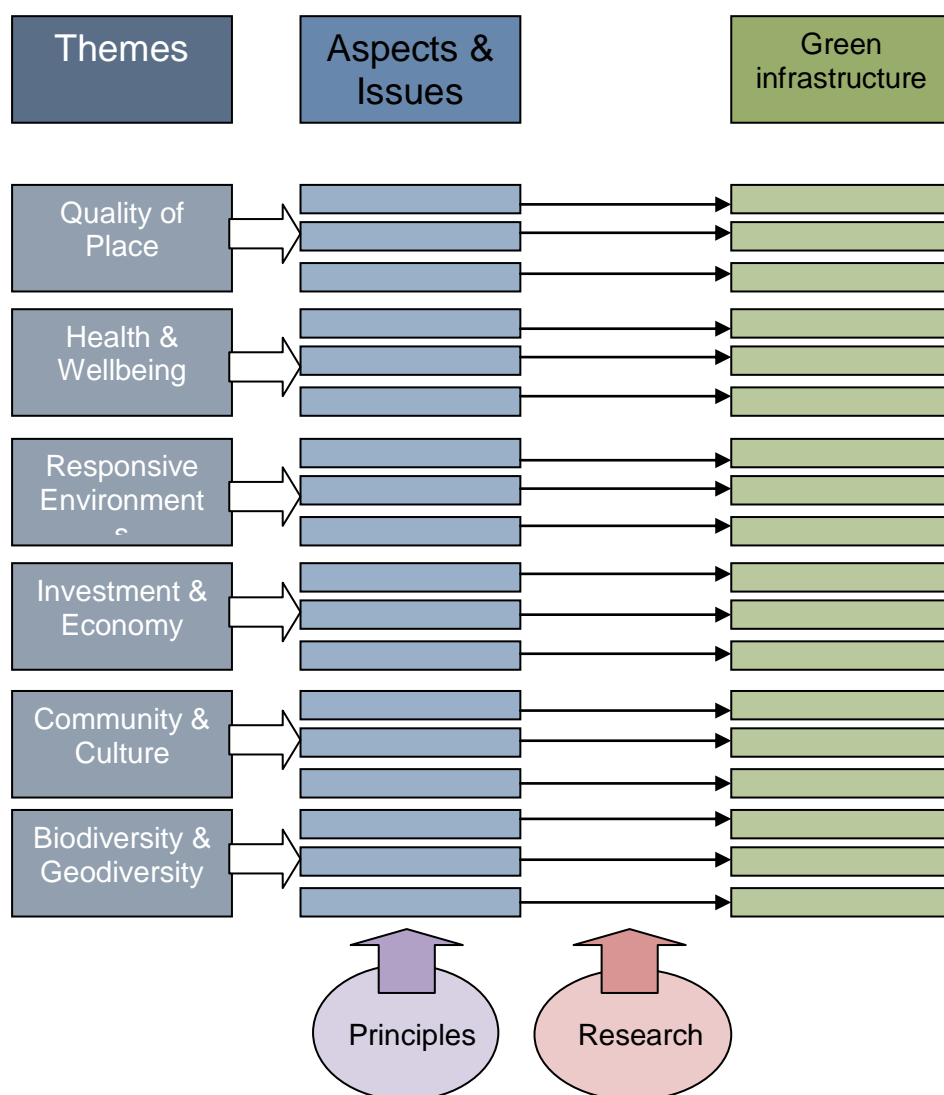 Themes
Aspects &
Issues
Green
infrastructure
Quality of
Place
Health &
Wellbeing
Responsive
Environment
s
Investment &
Economy
Community &
Culture
Biodiversity &
Geodiversity
Principles
Research